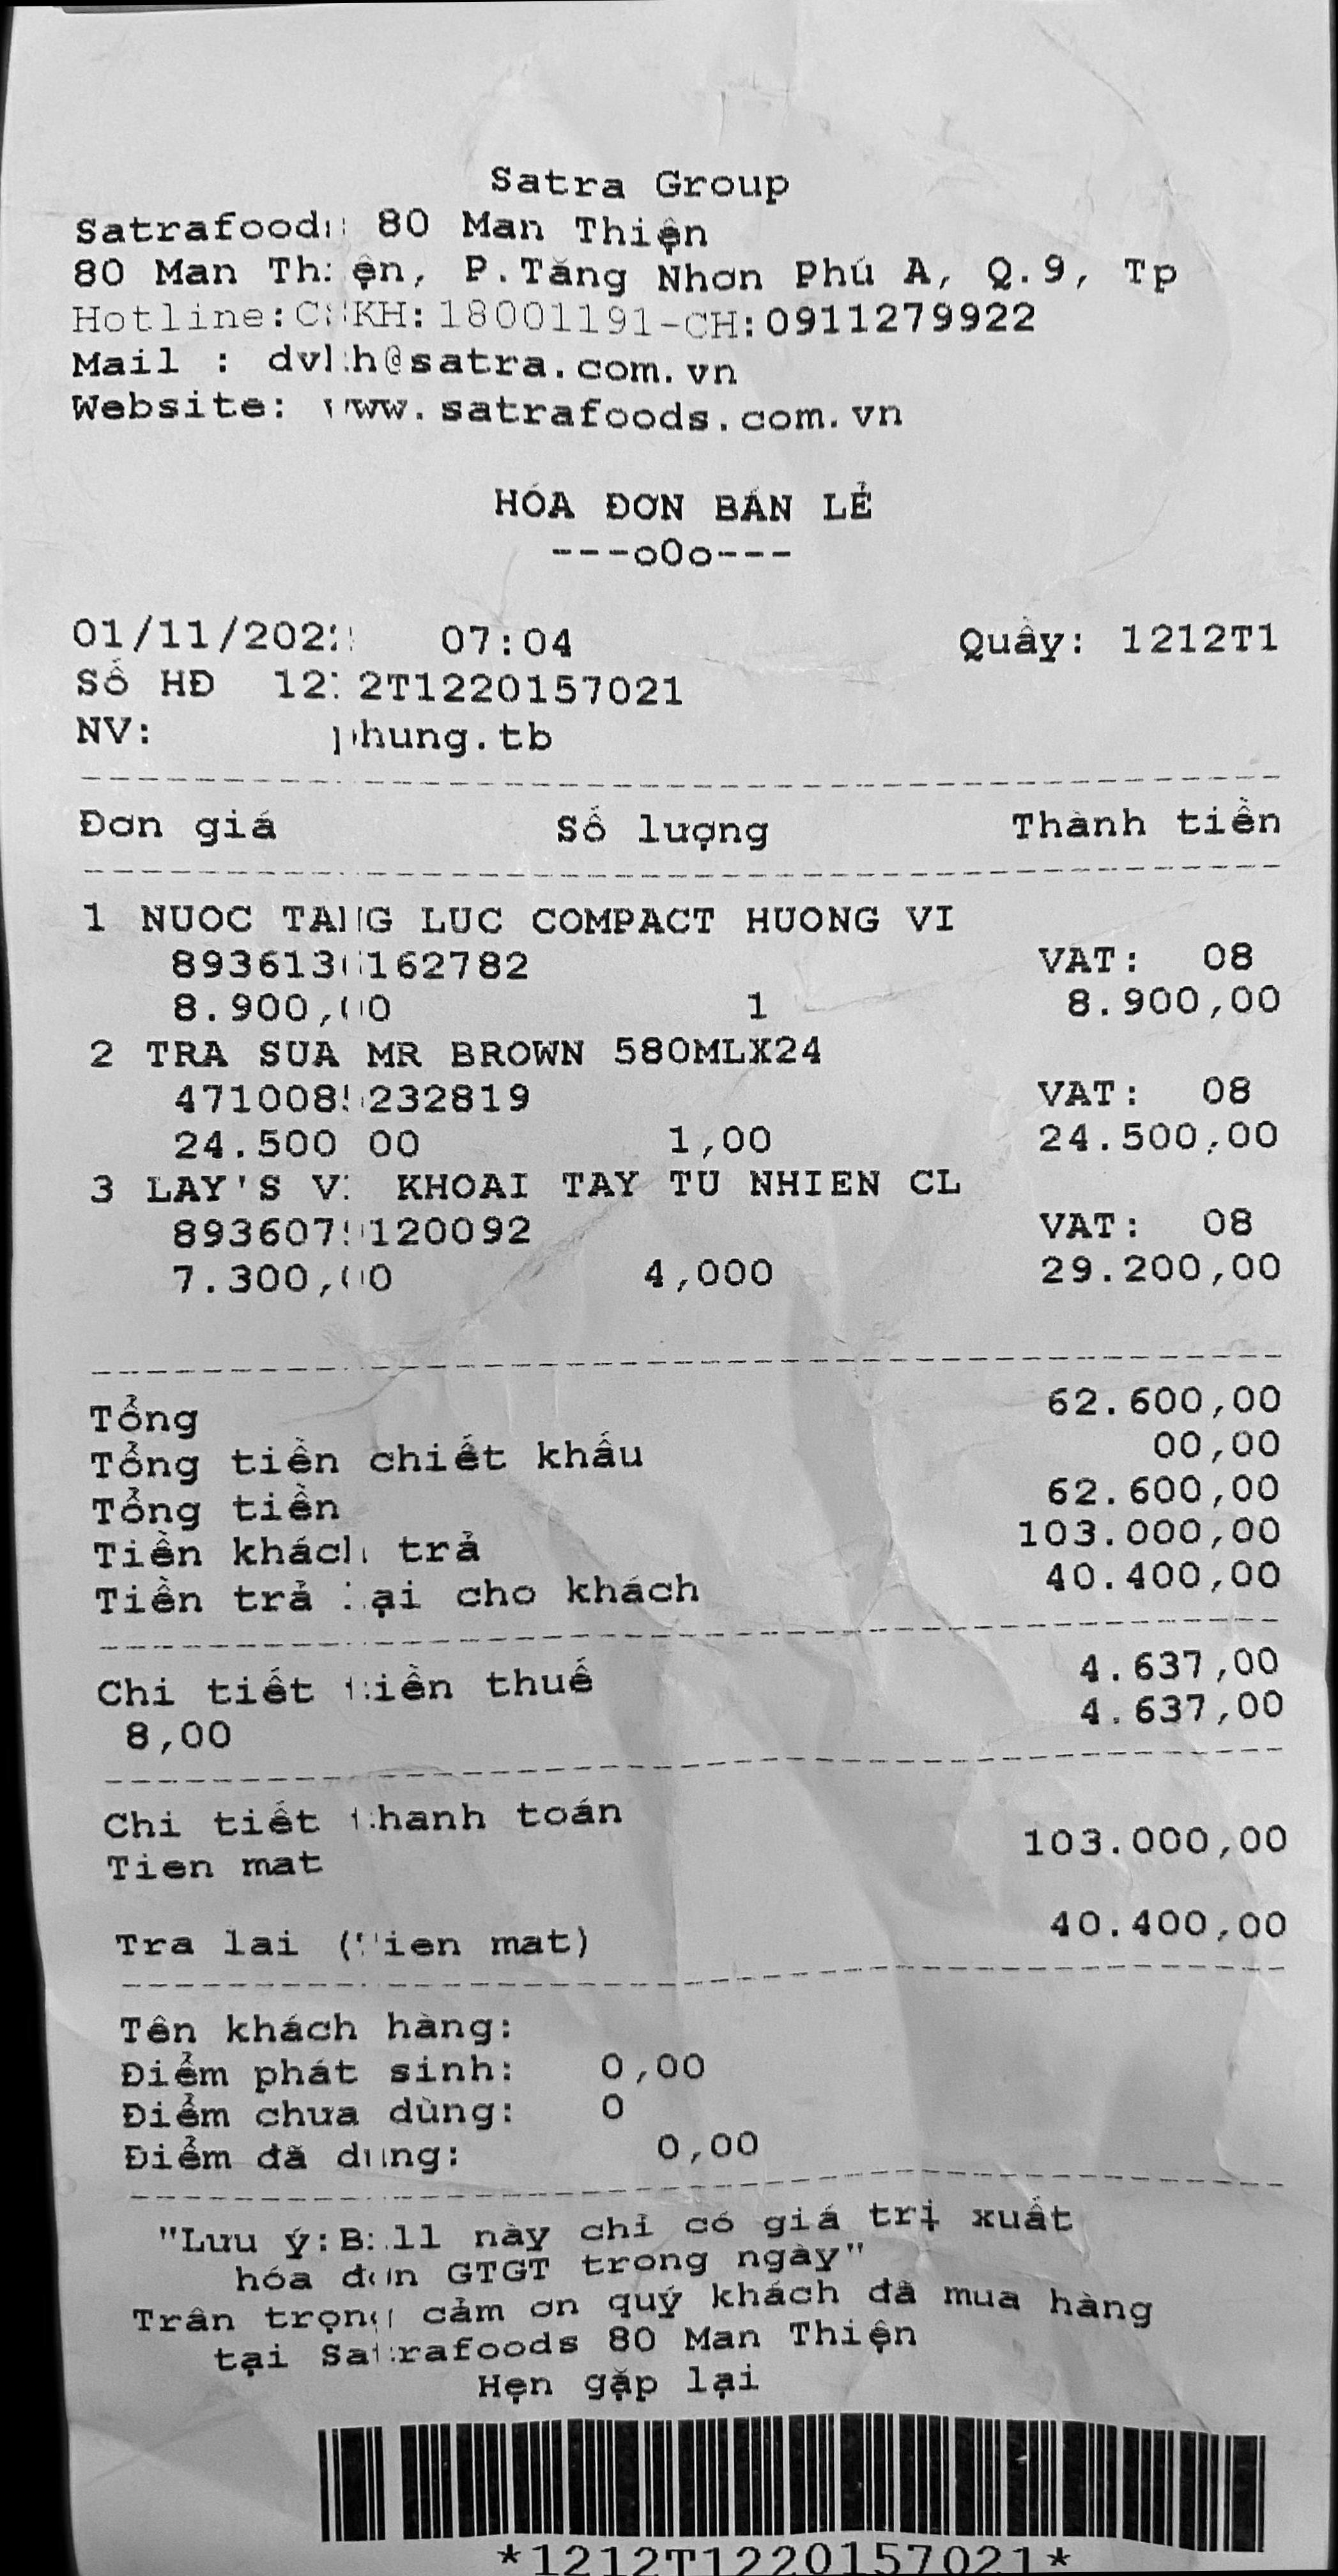 Satra Group
Satrafoods 80 Man Thiện
80 Man Thiện, P.Tăng Nhơn Phú A, Q.9, Tp
Hotline:CSKH:18001191-CH:0911279922
Mail : dvkh@satra.com.vn
Website: www.satrafoods.com.vn
HÓA ĐƠN BÁN LẺ
---oOo---
01/11/2022 07:04 Quầy: 1212T1
Số HĐ 1212T1220157021
NV: phung.tb
Đơn giá Số lượng Thành tiền
1 NUOC TANG LUC COMPACT HUONG VI
8936136162782 VAT: 08
8.900,00 1 8.900,00
2 TRA SUA MR BROWN 580MLX24
4710085232819 VAT: 08
24.500,00 1,00 24.500,00
3 LAY'S VI KHOAI TAY TU NHIEN CL
8936079120092 VAT: 08
7.300,00 4,000 29.200,00
Tổng 62.600,00
Tổng tiền chiết khấu 00,00
Tổng tiền 62.600,00
Tiền khách trả 103.000,00
Tiền trả lại cho khách 40.400,00
Chi tiết tiền thuế 4.637,00
8,00 4.637,00
Chi tiết thanh toán
Tien mat 103.000,00
Tra lai (Tien mat) 40.400,00
Tên khách hàng:
Điểm phát sinh: 0,00
Điểm chưa dùng: 0
Điểm đã dùng: 0,00
"Lưu ý:Bill này chỉ có giá trị xuất
hóa đơn GTGT trong ngày"
Trân trọng cảm ơn quý khách đã mua hàng
tại Satrafoods 80 Man Thiện
Hẹn gặp lại
*1212T1220157021*